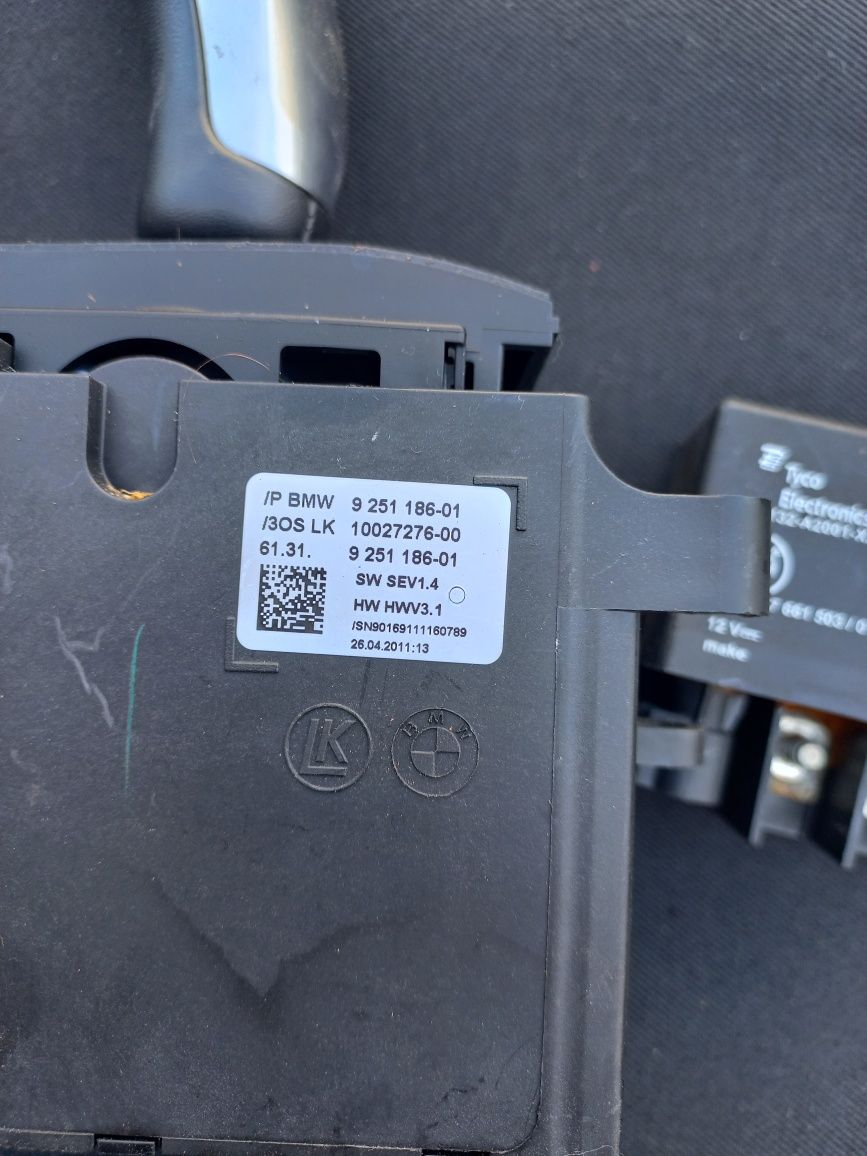 /P BMW 9 251 186-01
/3OS LK 10027276-00
61.31. 9 251 186-01
SW SEV1.4
HW HWV3.1
/SN90169111160789
26.04.2011:13
LK
BMW
Tyco
Electronics
12 V
make